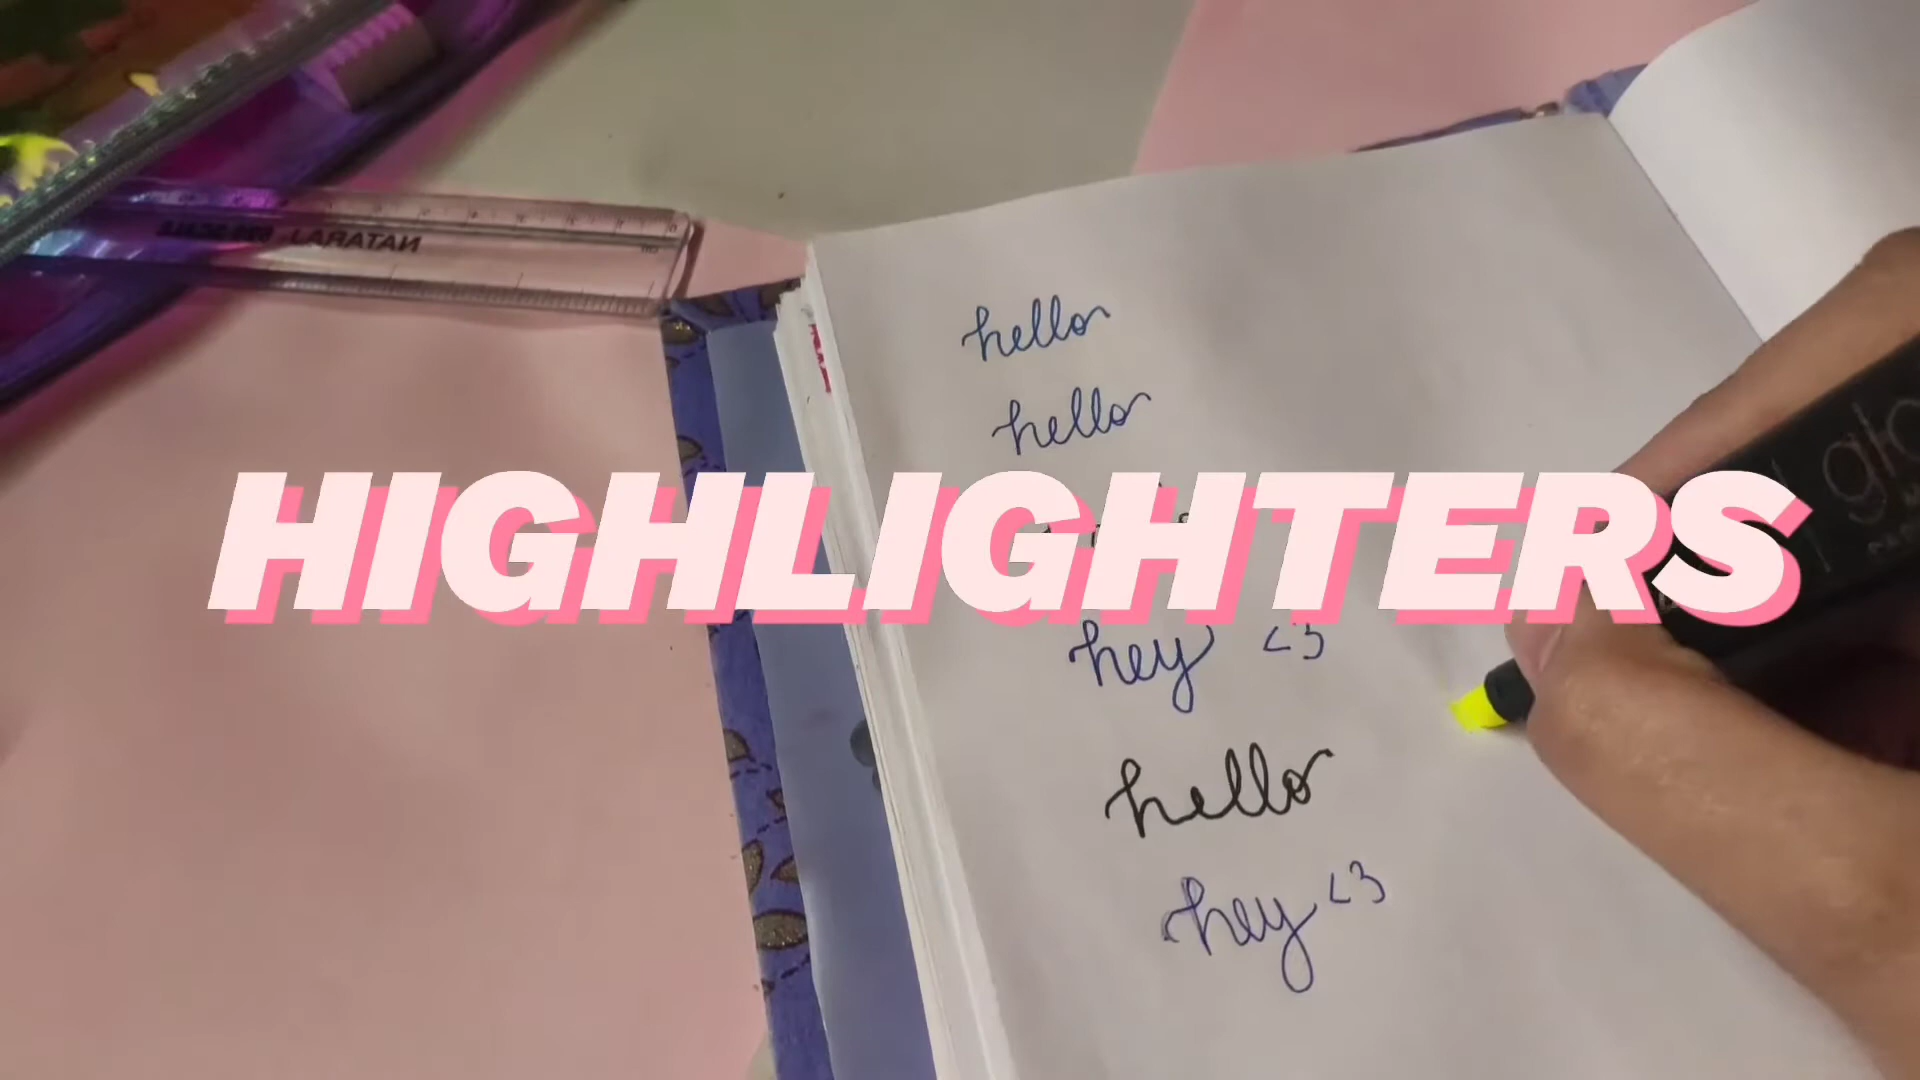 NATARAJ
hello
hello
HIGHLIGHTERS
hey <3
hello
hey <3